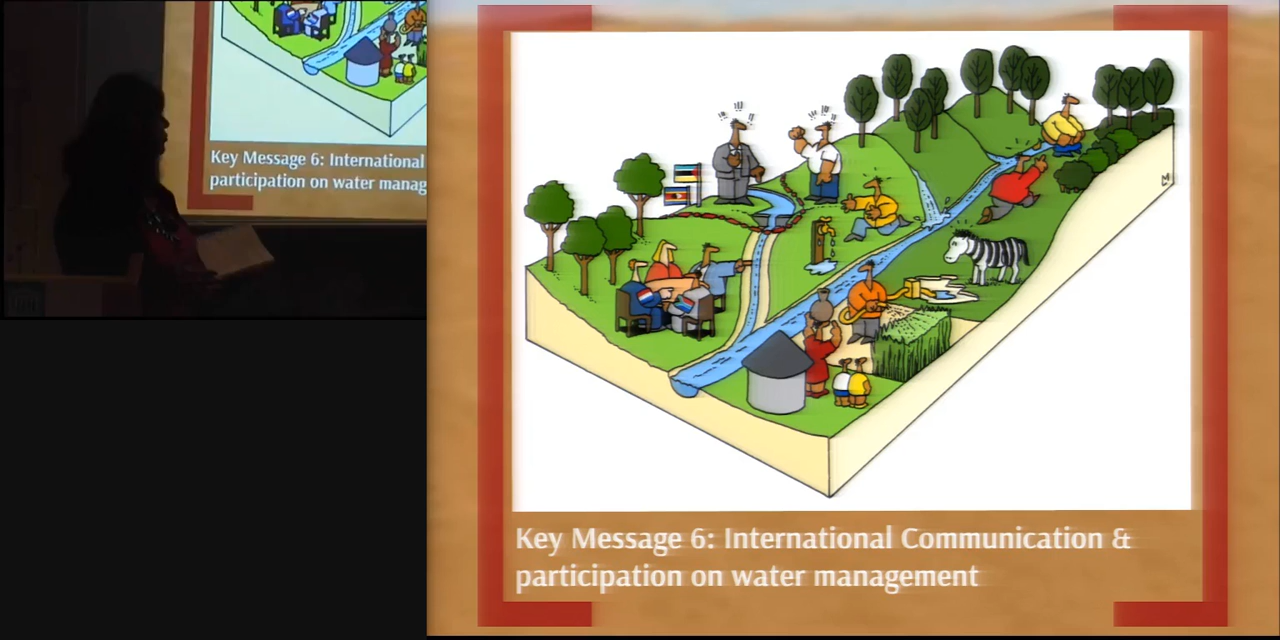 Key Message 6: International
participation on water manag
Key Message 6: International Communication &
participation on water management